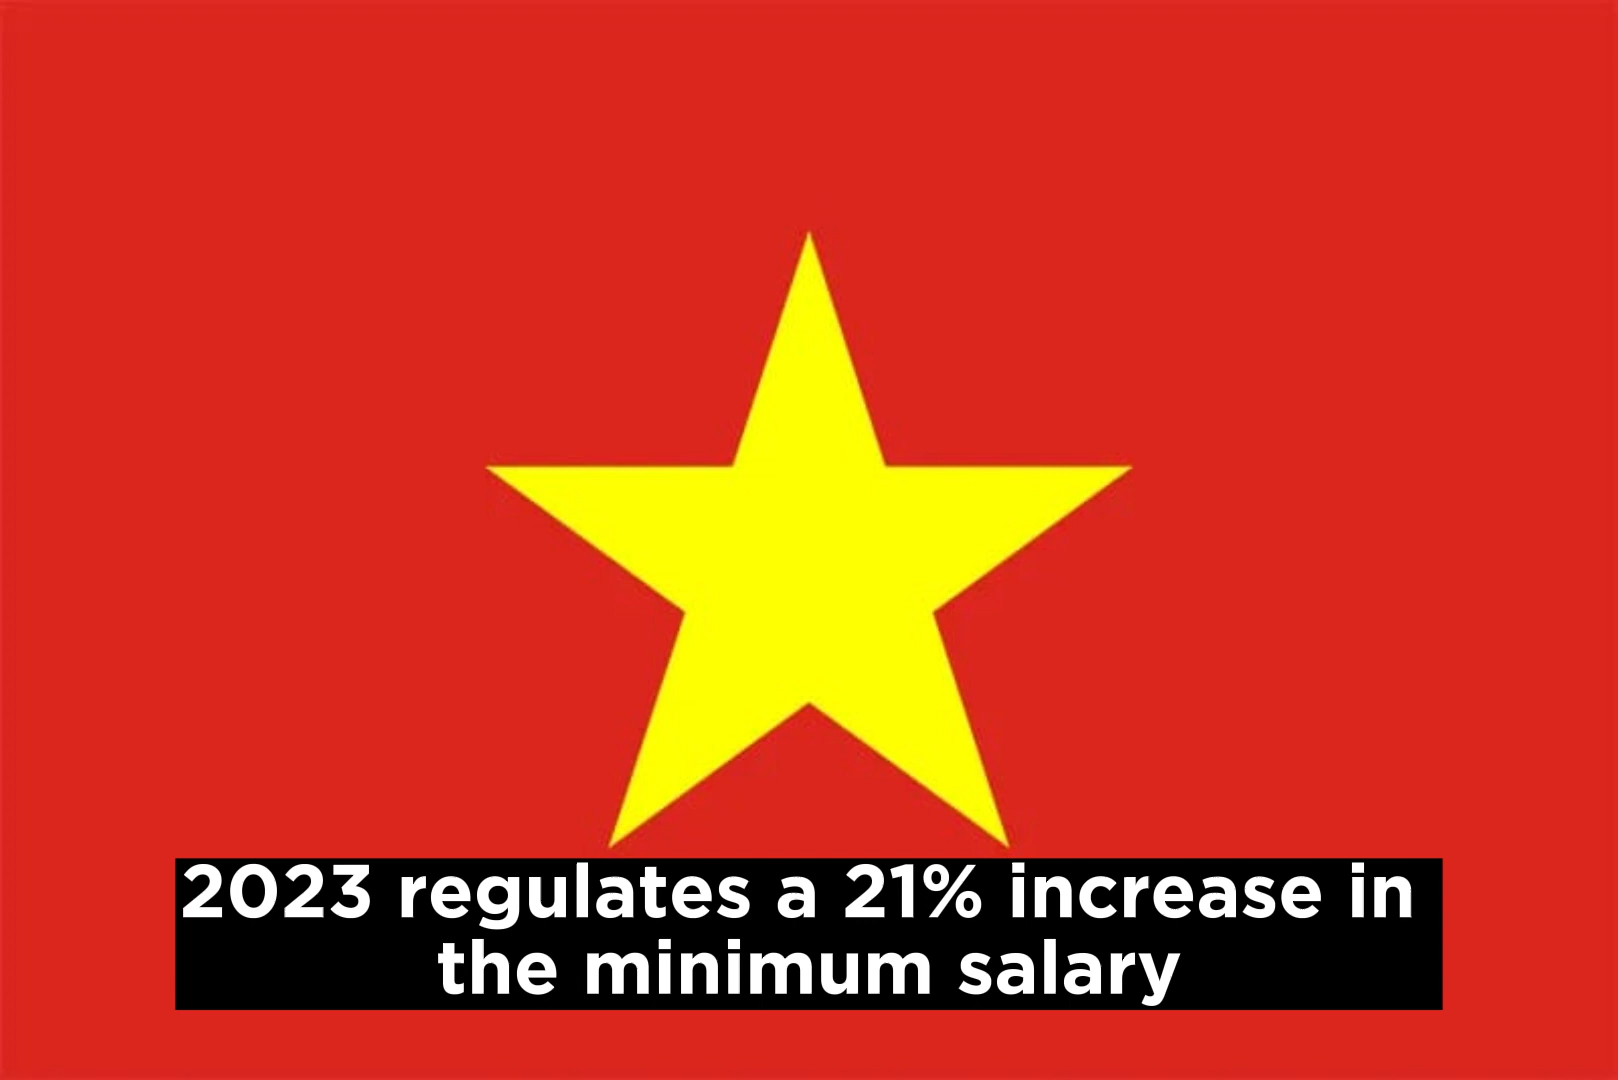 2023 regulates a 21% increase in
the minimum salary